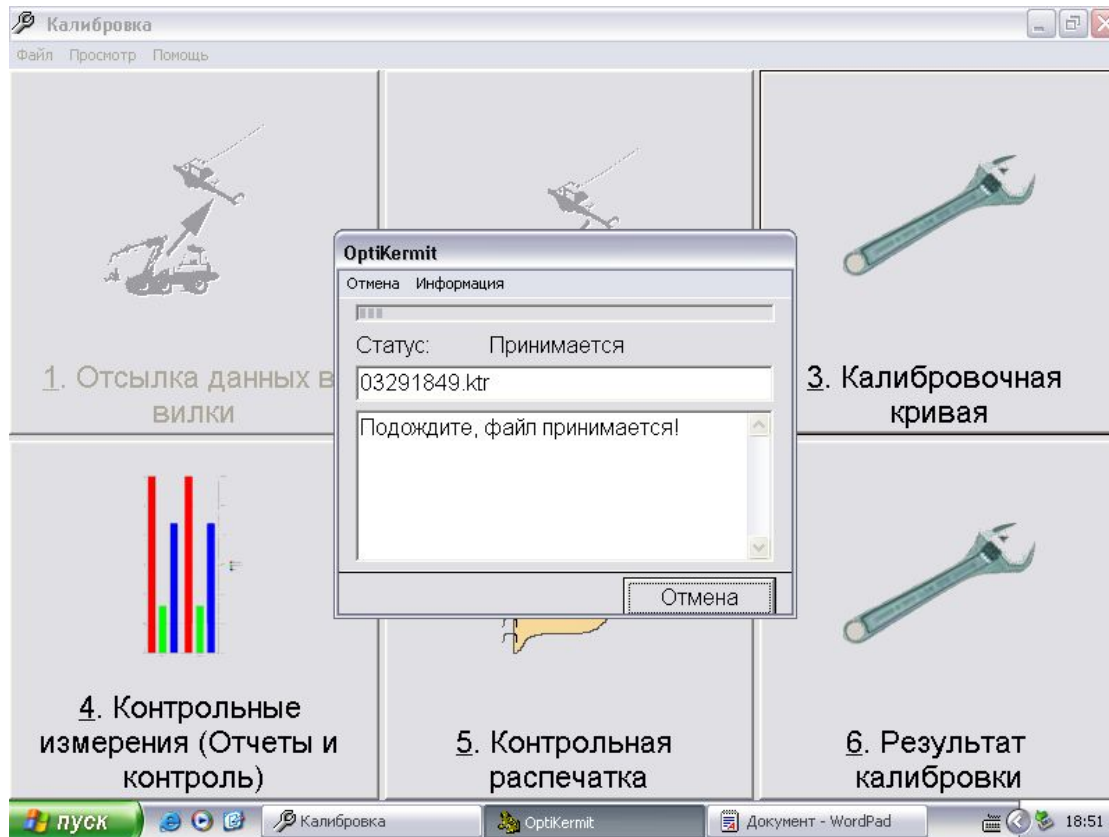 Калибровка
Файл Просмотр Помощь
1. Отсылка данных в
вилки
3. Калибровочная
кривая
OptiKermit
Отмена Информация
Статус: Принимается
03291849.ktr
Подождите, файл принимается!
Отмена
4. Контрольные
измерения (Отчеты и
контроль)
5. Контрольная
распечатка
6. Результат
калибровки
пуск Калибровка OptiKermit Документ - WordPad 18:51